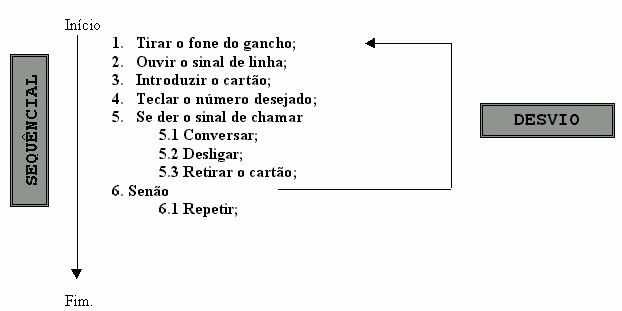 Início
1. Tirar o fone do gancho;
2. Ouvir o sinal de linha;
3. Introduzir o cartão;
4. Teclar o número desejado;
5. Se der o sinal de chamar
5.1 Conversar;
5.2 Desligar;
5.3 Retirar o cartão;
6. Senão
6.1 Repetir;
Fim.
SEQUÊNCIAL
DESVIO